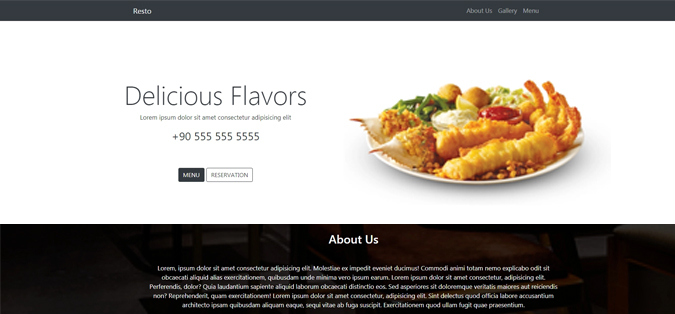 Resto
About Us Gallery Menu
Delicious Flavors
Lorem ipsum dolor sit amet consectetur adipisicing elit
+90 555 555 5555
MENU RESERVATION
About Us
Lorem, ipsum dolor sit amet consectetur adipisicing elit. Molestiae ex impedit eveniet ducimus! Commodi animi totam nemo explicabo odit sit
obcaecati aliquid alias exercitationem, quibusdam unde minima vero ipsum earum. Lorem ipsum dolor sit amet consectetur, adipisicing elit.
Perferendis, dolor? Quia laudantium sapiente aliquid laborum obcaecati distinctio eos. Sed asperiores sit doloremque veritatis maiores aut reiciendis
non? Reprehenderit, quam exercitationem! Lorem ipsum dolor sit amet consectetur, adipisicing elit. Sint delectus quod officia labore accusantium
architecto ipsam quibusdam aliquam eaque, sequi vitae ab fuga suscipit. Exercitationem quod ullam fugit quae praesentium.